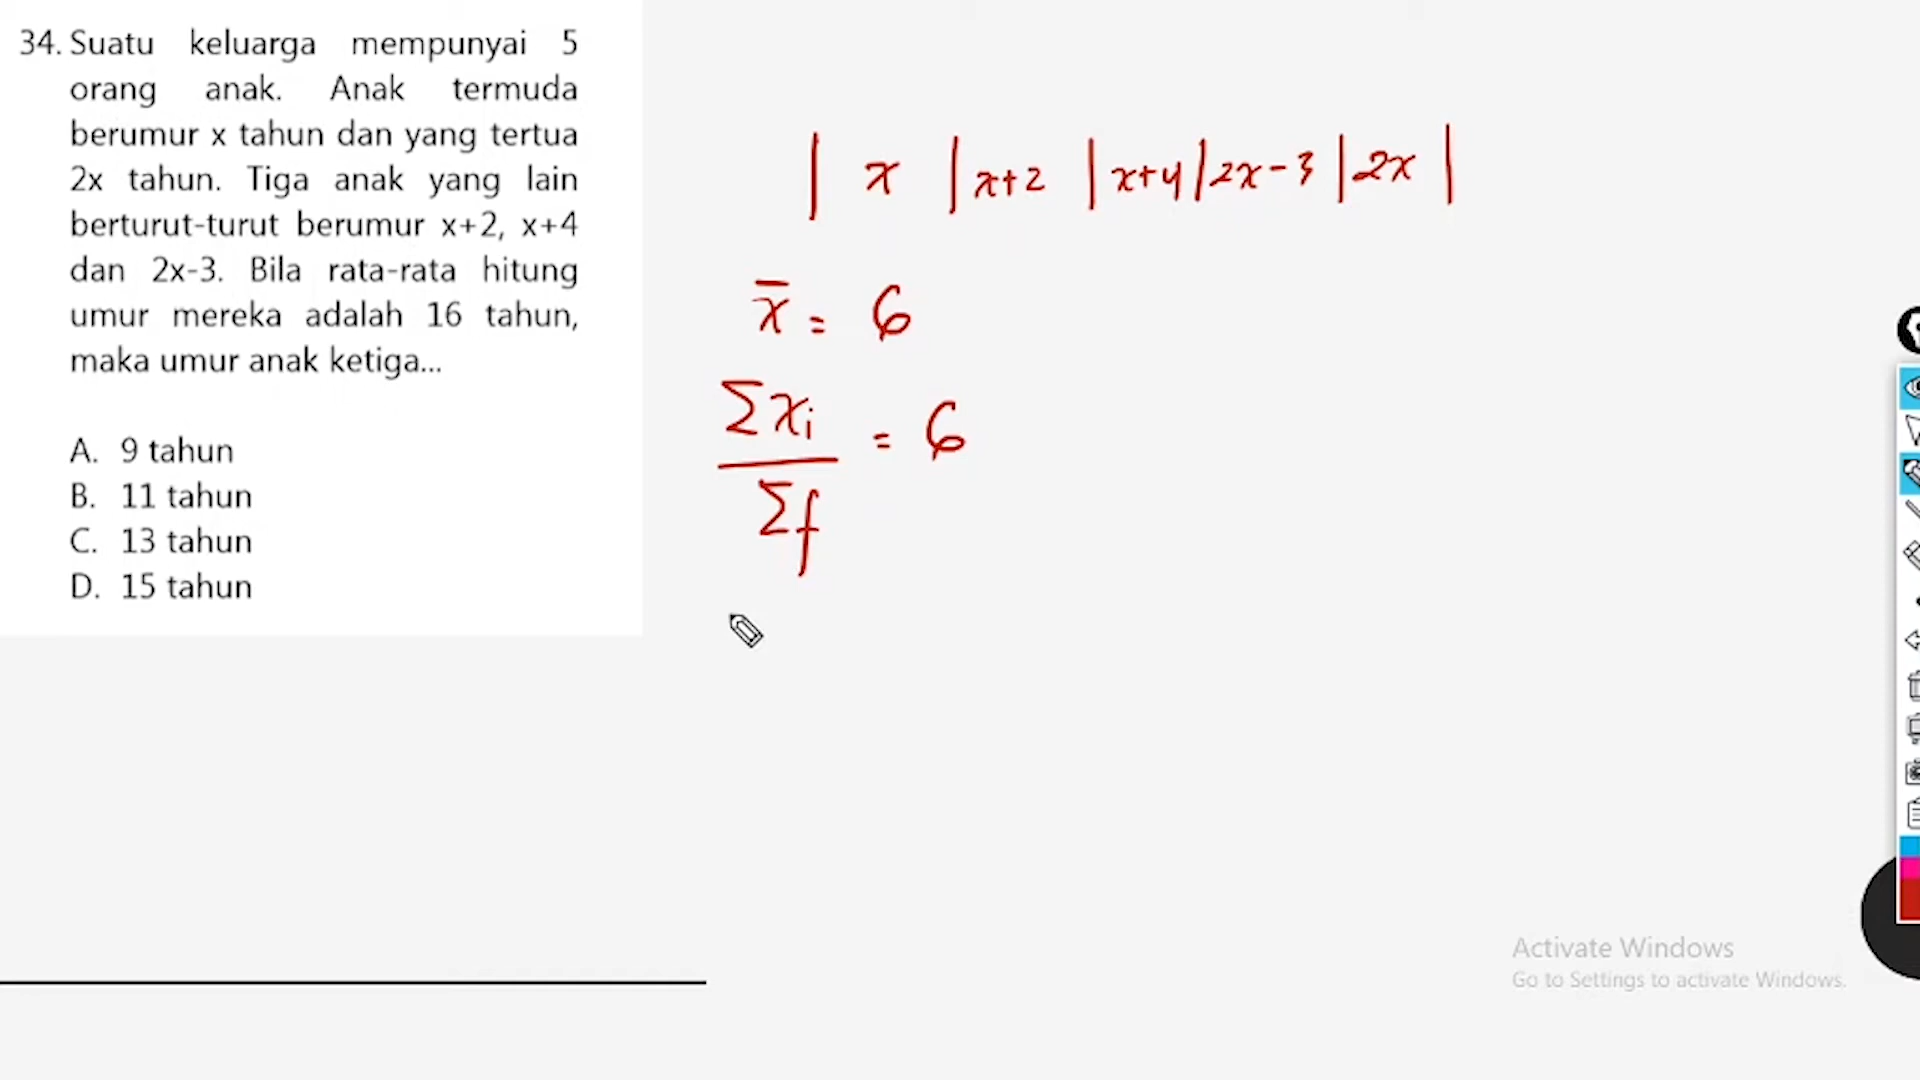 34. Suatu keluarga mempunyai 5
orang anak. Anak termuda
berumur x tahun dan yang tertua
2x tahun. Tiga anak yang lain
berturut-turut berumur x+2, x+4
dan 2x-3. Bila rata-rata hitung
umur mereka adalah 16 tahun,
maka umur anak ketiga...
A. 9 tahun
B. 11 tahun
C. 13 tahun
D. 15 tahun
| x | x+2 | x+4 | 2x-3 | 2x |
x̄ = 6
Σxi / Σf = 6
Activate Windows
Go to Settings to activate Windows.